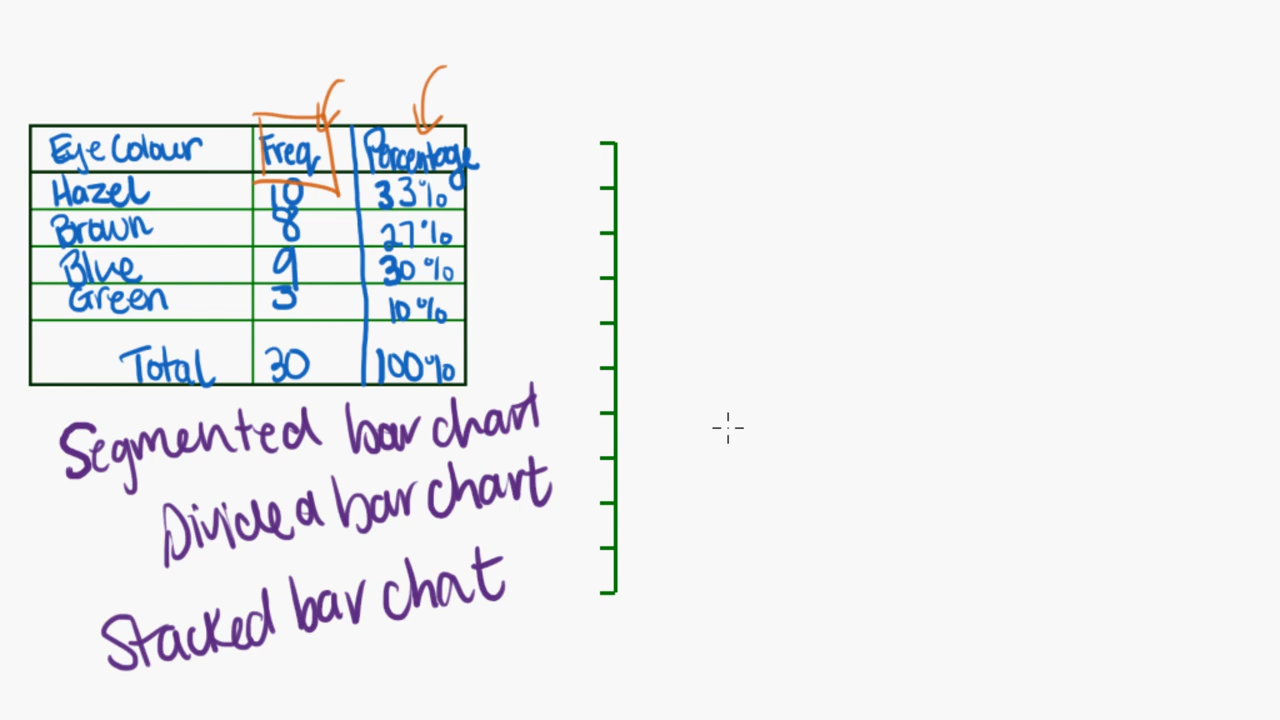 Eye Colour Freq Percentage
Hazel 10 33%
Brown 8 27%
Blue 9 30%
Green 3 10%
Total 30 100%
Segmented bar chart
Divide a bar chart
Stacked bar chat